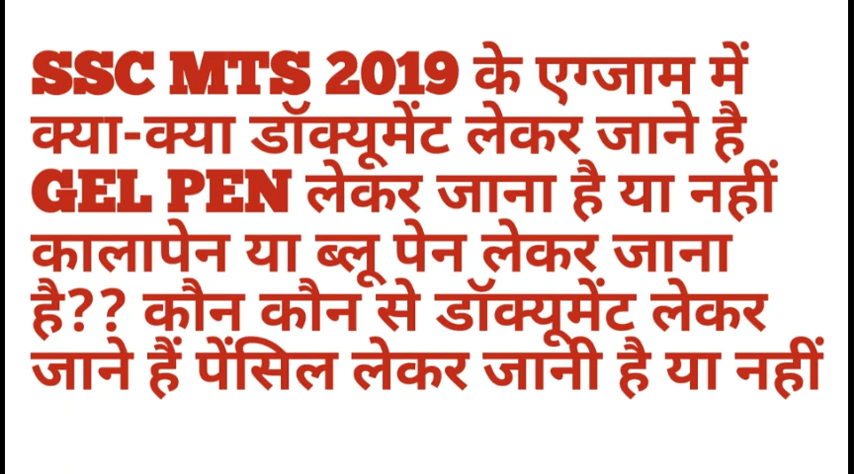 SSC MTS 2019 के एग्जाम में
क्या-क्या डॉक्यूमेंट लेकर जाने है
GEL PEN लेकर जाना है या नहीं
कालापेन या ब्लू पेन लेकर जाना
है?? कौन कौन से डॉक्यूमेंट लेकर
जाने हैं पेंसिल लेकर जानी है या नहीं